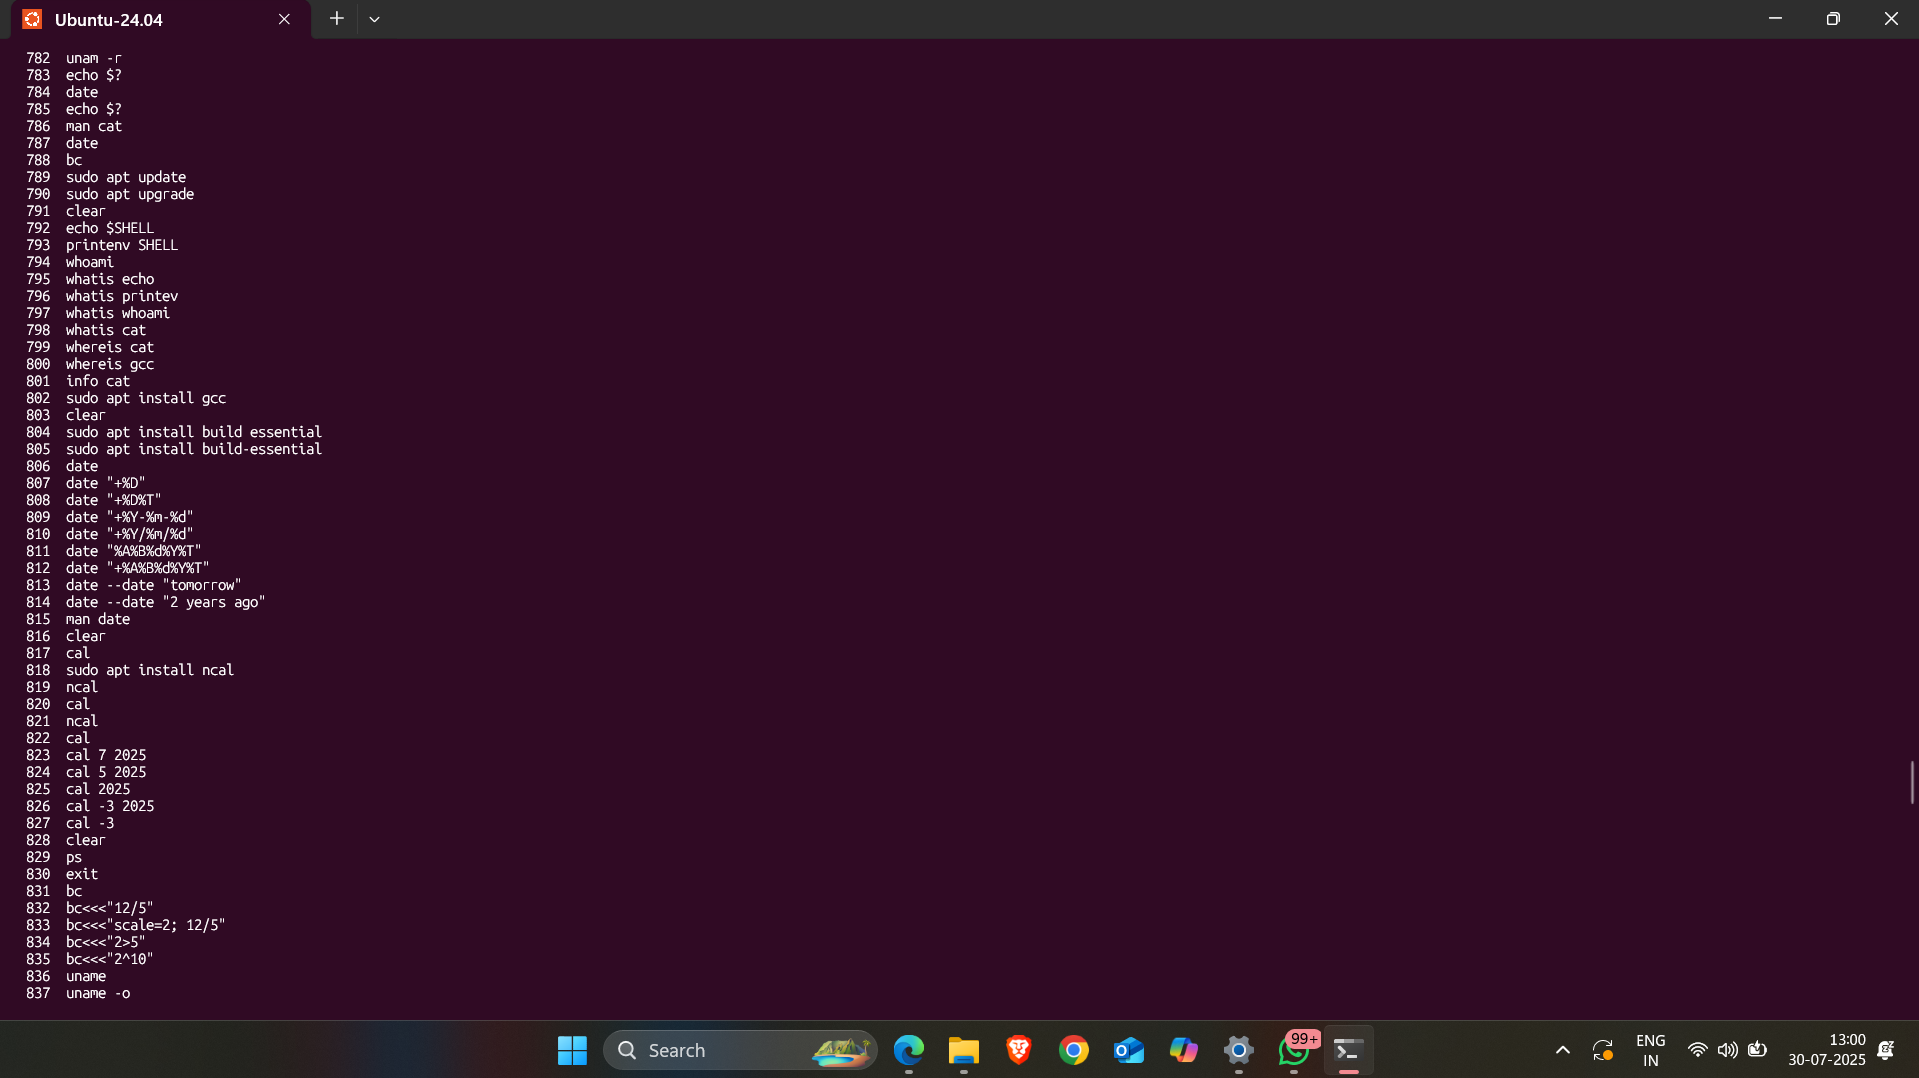 Ubuntu-24.04
782 unam -r
783 echo $?
784 date
785 echo $?
786 man cat
787 date
788 bc
789 sudo apt update
790 sudo apt upgrade
791 clear
792 echo $SHELL
793 printenv SHELL
794 whoami
795 whatis echo
796 whatis printev
797 whatis whoami
798 whatis cat
799 whereis cat
800 whereis gcc
801 info cat
802 sudo apt install gcc
803 clear
804 sudo apt install build essential
805 sudo apt install build-essential
806 date
807 date "+%D"
808 date "+%D%T"
809 date "+%Y-%m-%d"
810 date "+%Y/%m/%d"
811 date "%A%B%d%Y%T"
812 date "+%A%B%d%Y%T"
813 date --date "tomorrow"
814 date --date "2 years ago"
815 man date
816 clear
817 cal
818 sudo apt install ncal
819 ncal
820 cal
821 ncal
822 cal
823 cal 7 2025
824 cal 5 2025
825 cal 2025
826 cal -3 2025
827 cal -3
828 clear
829 ps
830 exit
831 bc
832 bc<<<"12/5"
833 bc<<<"scale=2; 12/5"
834 bc<<<"2>5"
835 bc<<<"2^10"
836 uname
837 uname -o
Search
99+
ENG
IN
13:00
30-07-2025